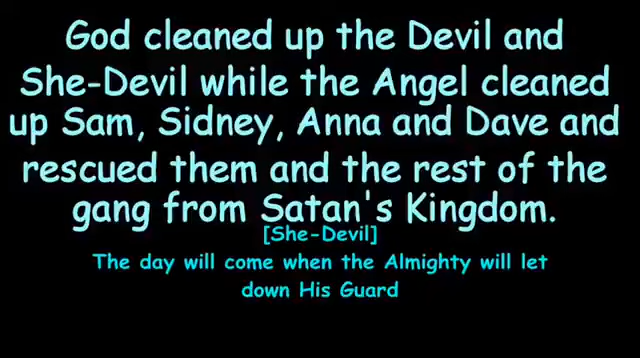 God cleaned up the Devil and
She-Devil while the Angel cleaned
up Sam, Sidney, Anna and Dave and
rescued them and the rest of the
gang from Satan's Kingdom.
[She-Devil]
The day will come when the Almighty will let
down His Guard